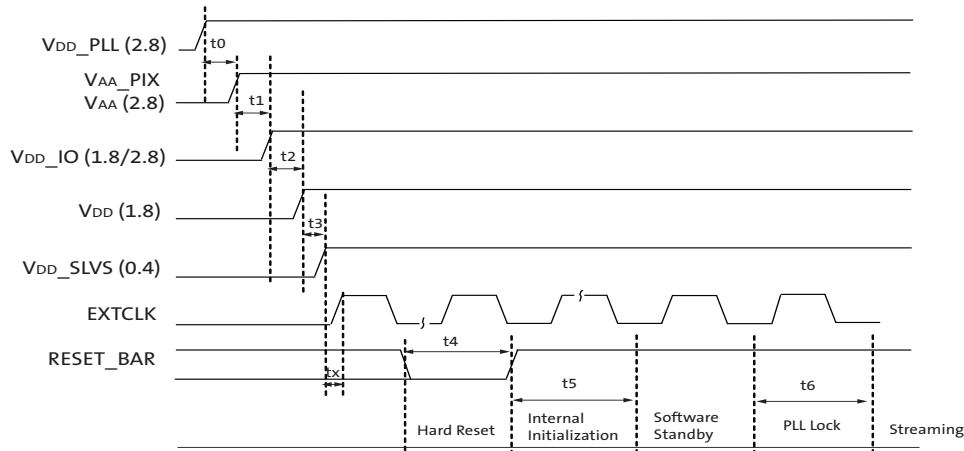 VDD_PLL (2.8)
t0
VAA_PIX
VAA (2.8)
t1
VDD_IO (1.8/2.8)
t2
VDD (1.8)
t3
VDD_SLVS (0.4)
EXTCLK
RESET_BAR
t4
tx
t5
t6
Hard Reset
Internal
Initialization
Software
Standby
PLL Lock
Streaming